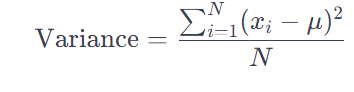 Variance = \frac{\sum_{i=1}^{N} (x_i - \mu)^2}{N}